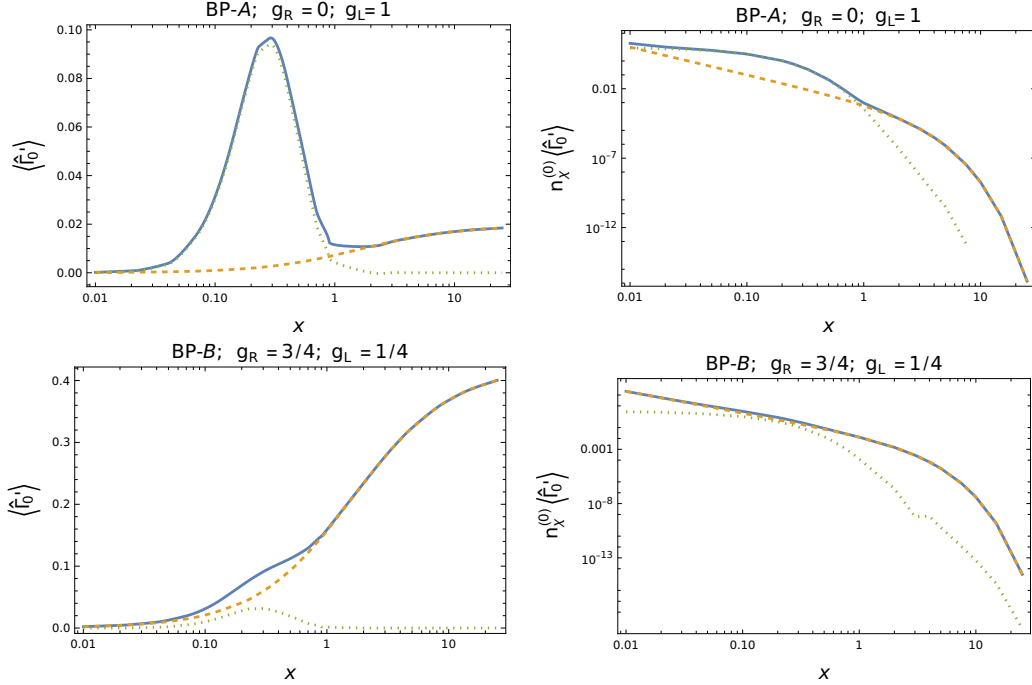 BP-A; g_R = 0; g_L = 1
⟨Γ̂₀'⟩
0.10
0.08
0.06
0.04
0.02
0.00
0.01
0.10
1
10
x
BP-A; g_R = 0; g_L = 1
n_χ^(0) ⟨Γ̂₀'⟩
0.01
10^-7
10^-12
0.01
0.10
1
10
x
BP-B; g_R = 3/4; g_L = 1/4
⟨Γ̂₀'⟩
0.4
0.3
0.2
0.1
0.0
0.01
0.10
1
10
x
BP-B; g_R = 3/4; g_L = 1/4
n_χ^(0) ⟨Γ̂₀'⟩
0.001
10^-8
10^-13
0.01
0.10
1
10
x